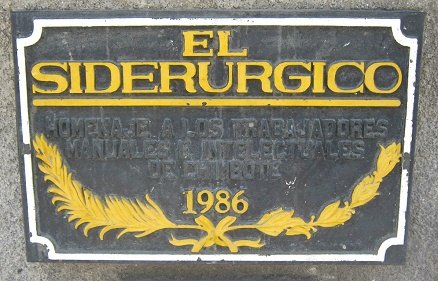 EL
SIDERURGICO
HOMENAJE A LOS TRABAJADORES
MANUALES E INTELECTUALES
DE CHIMBOTE
1986